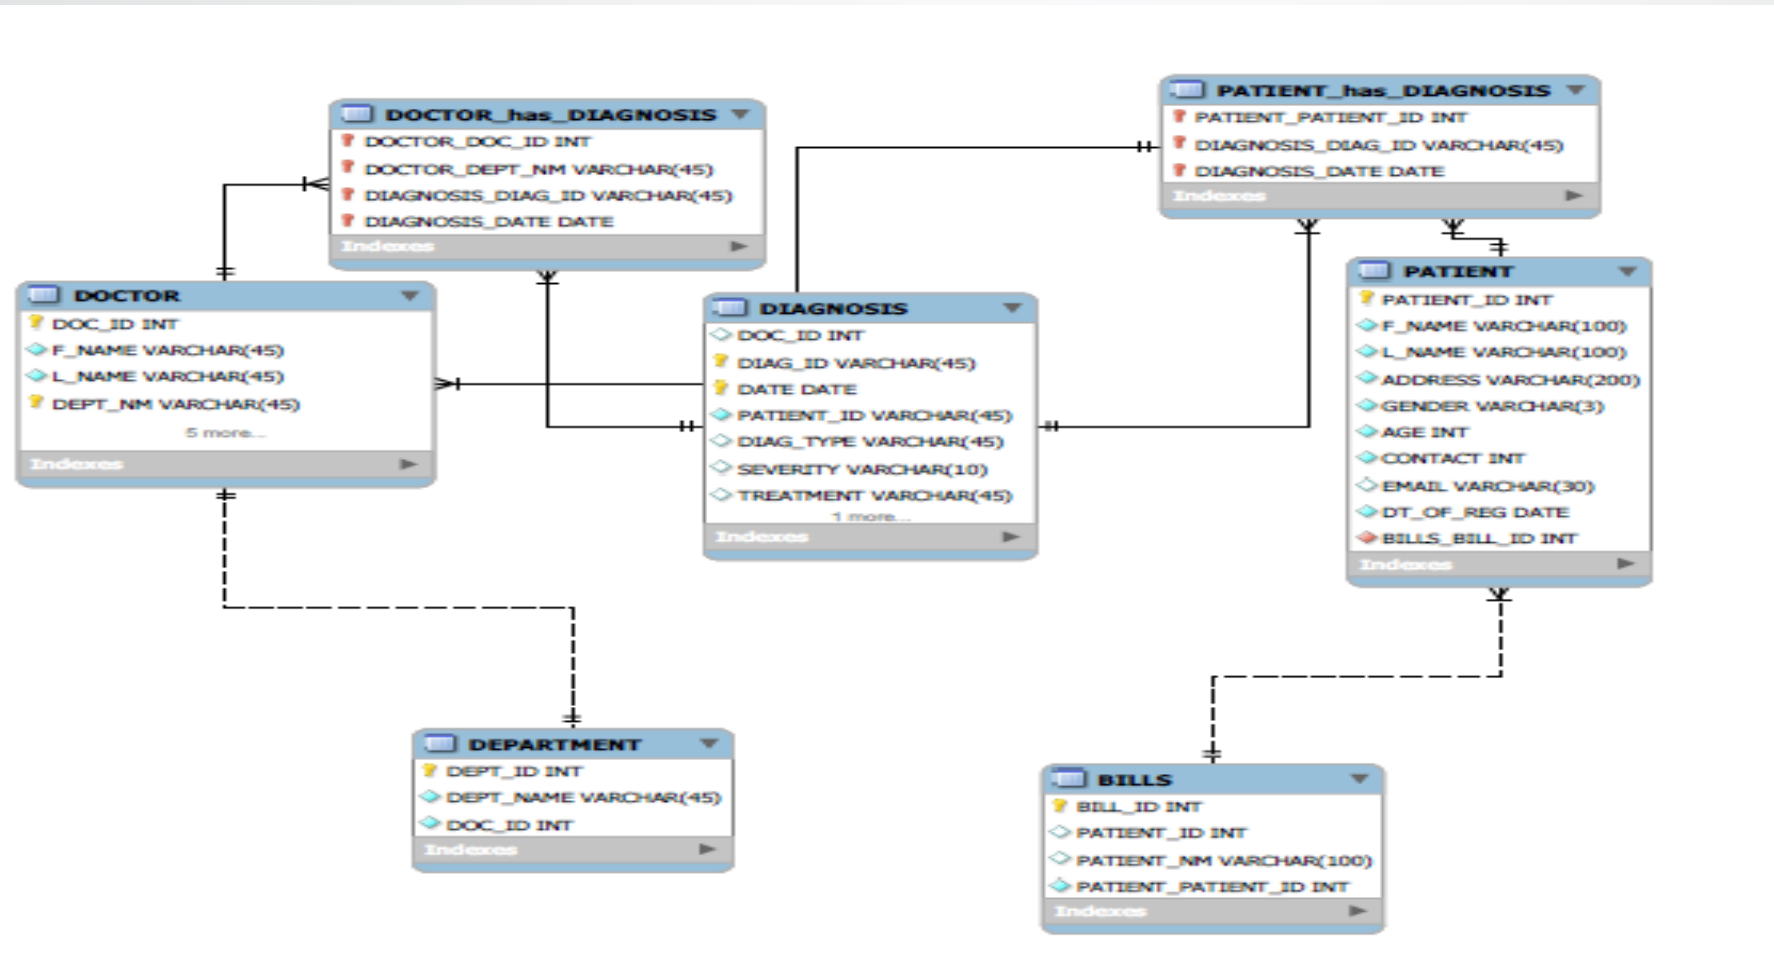 DOCTOR_has_DIAGNOSIS
DOCTOR_DOC_ID INT
DOCTOR_DEPT_NM VARCHAR(45)
DIAGNOSIS_DIAG_ID VARCHAR(45)
DIAGNOSIS_DATE DATE
Indexes
PATIENT_has_DIAGNOSIS
PATIENT_PATIENT_ID INT
DIAGNOSIS_DIAG_ID VARCHAR(45)
DIAGNOSIS_DATE DATE
Indexes
DOCTOR
DOC_ID INT
F_NAME VARCHAR(45)
L_NAME VARCHAR(45)
DEPT_NM VARCHAR(45)
5 more...
Indexes
DIAGNOSIS
DOC_ID INT
DIAG_ID VARCHAR(45)
DATE DATE
PATIENT_ID VARCHAR(45)
DIAG_TYPE VARCHAR(45)
SEVERITY VARCHAR(10)
TREATMENT VARCHAR(45)
1 more...
Indexes
PATIENT
PATIENT_ID INT
F_NAME VARCHAR(100)
L_NAME VARCHAR(100)
ADDRESS VARCHAR(200)
GENDER VARCHAR(3)
AGE INT
CONTACT INT
EMAIL VARCHAR(30)
DT_OF_REG DATE
BILLS_BILL_ID INT
Indexes
DEPARTMENT
DEPT_ID INT
DEPT_NAME VARCHAR(45)
DOC_ID INT
Indexes
BILLS
BILL_ID INT
PATIENT_ID INT
PATIENT_NM VARCHAR(100)
PATIENT_PATIENT_ID INT
Indexes